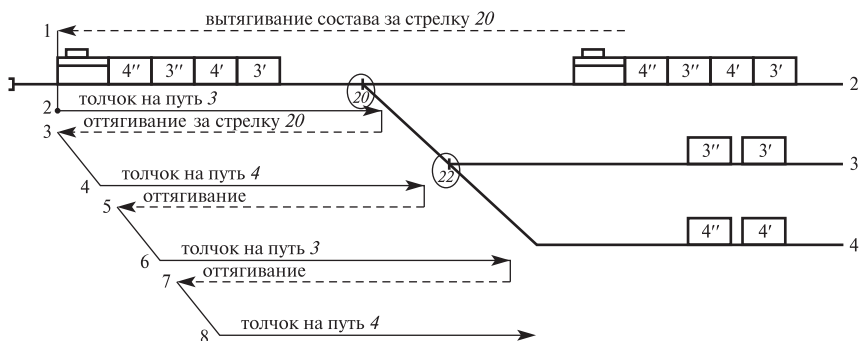 1 вытягивание состава за стрелку 20
4″ 3″ 4′ 3′ 4″ 3″ 4′ 3′
20 2
2 толчок на путь 3
3 оттягивание за стрелку 20
3″ 3′
22 3
4 толчок на путь 4
5 оттягивание
4″ 4′
4
6 толчок на путь 3
7 оттягивание
8 толчок на путь 4